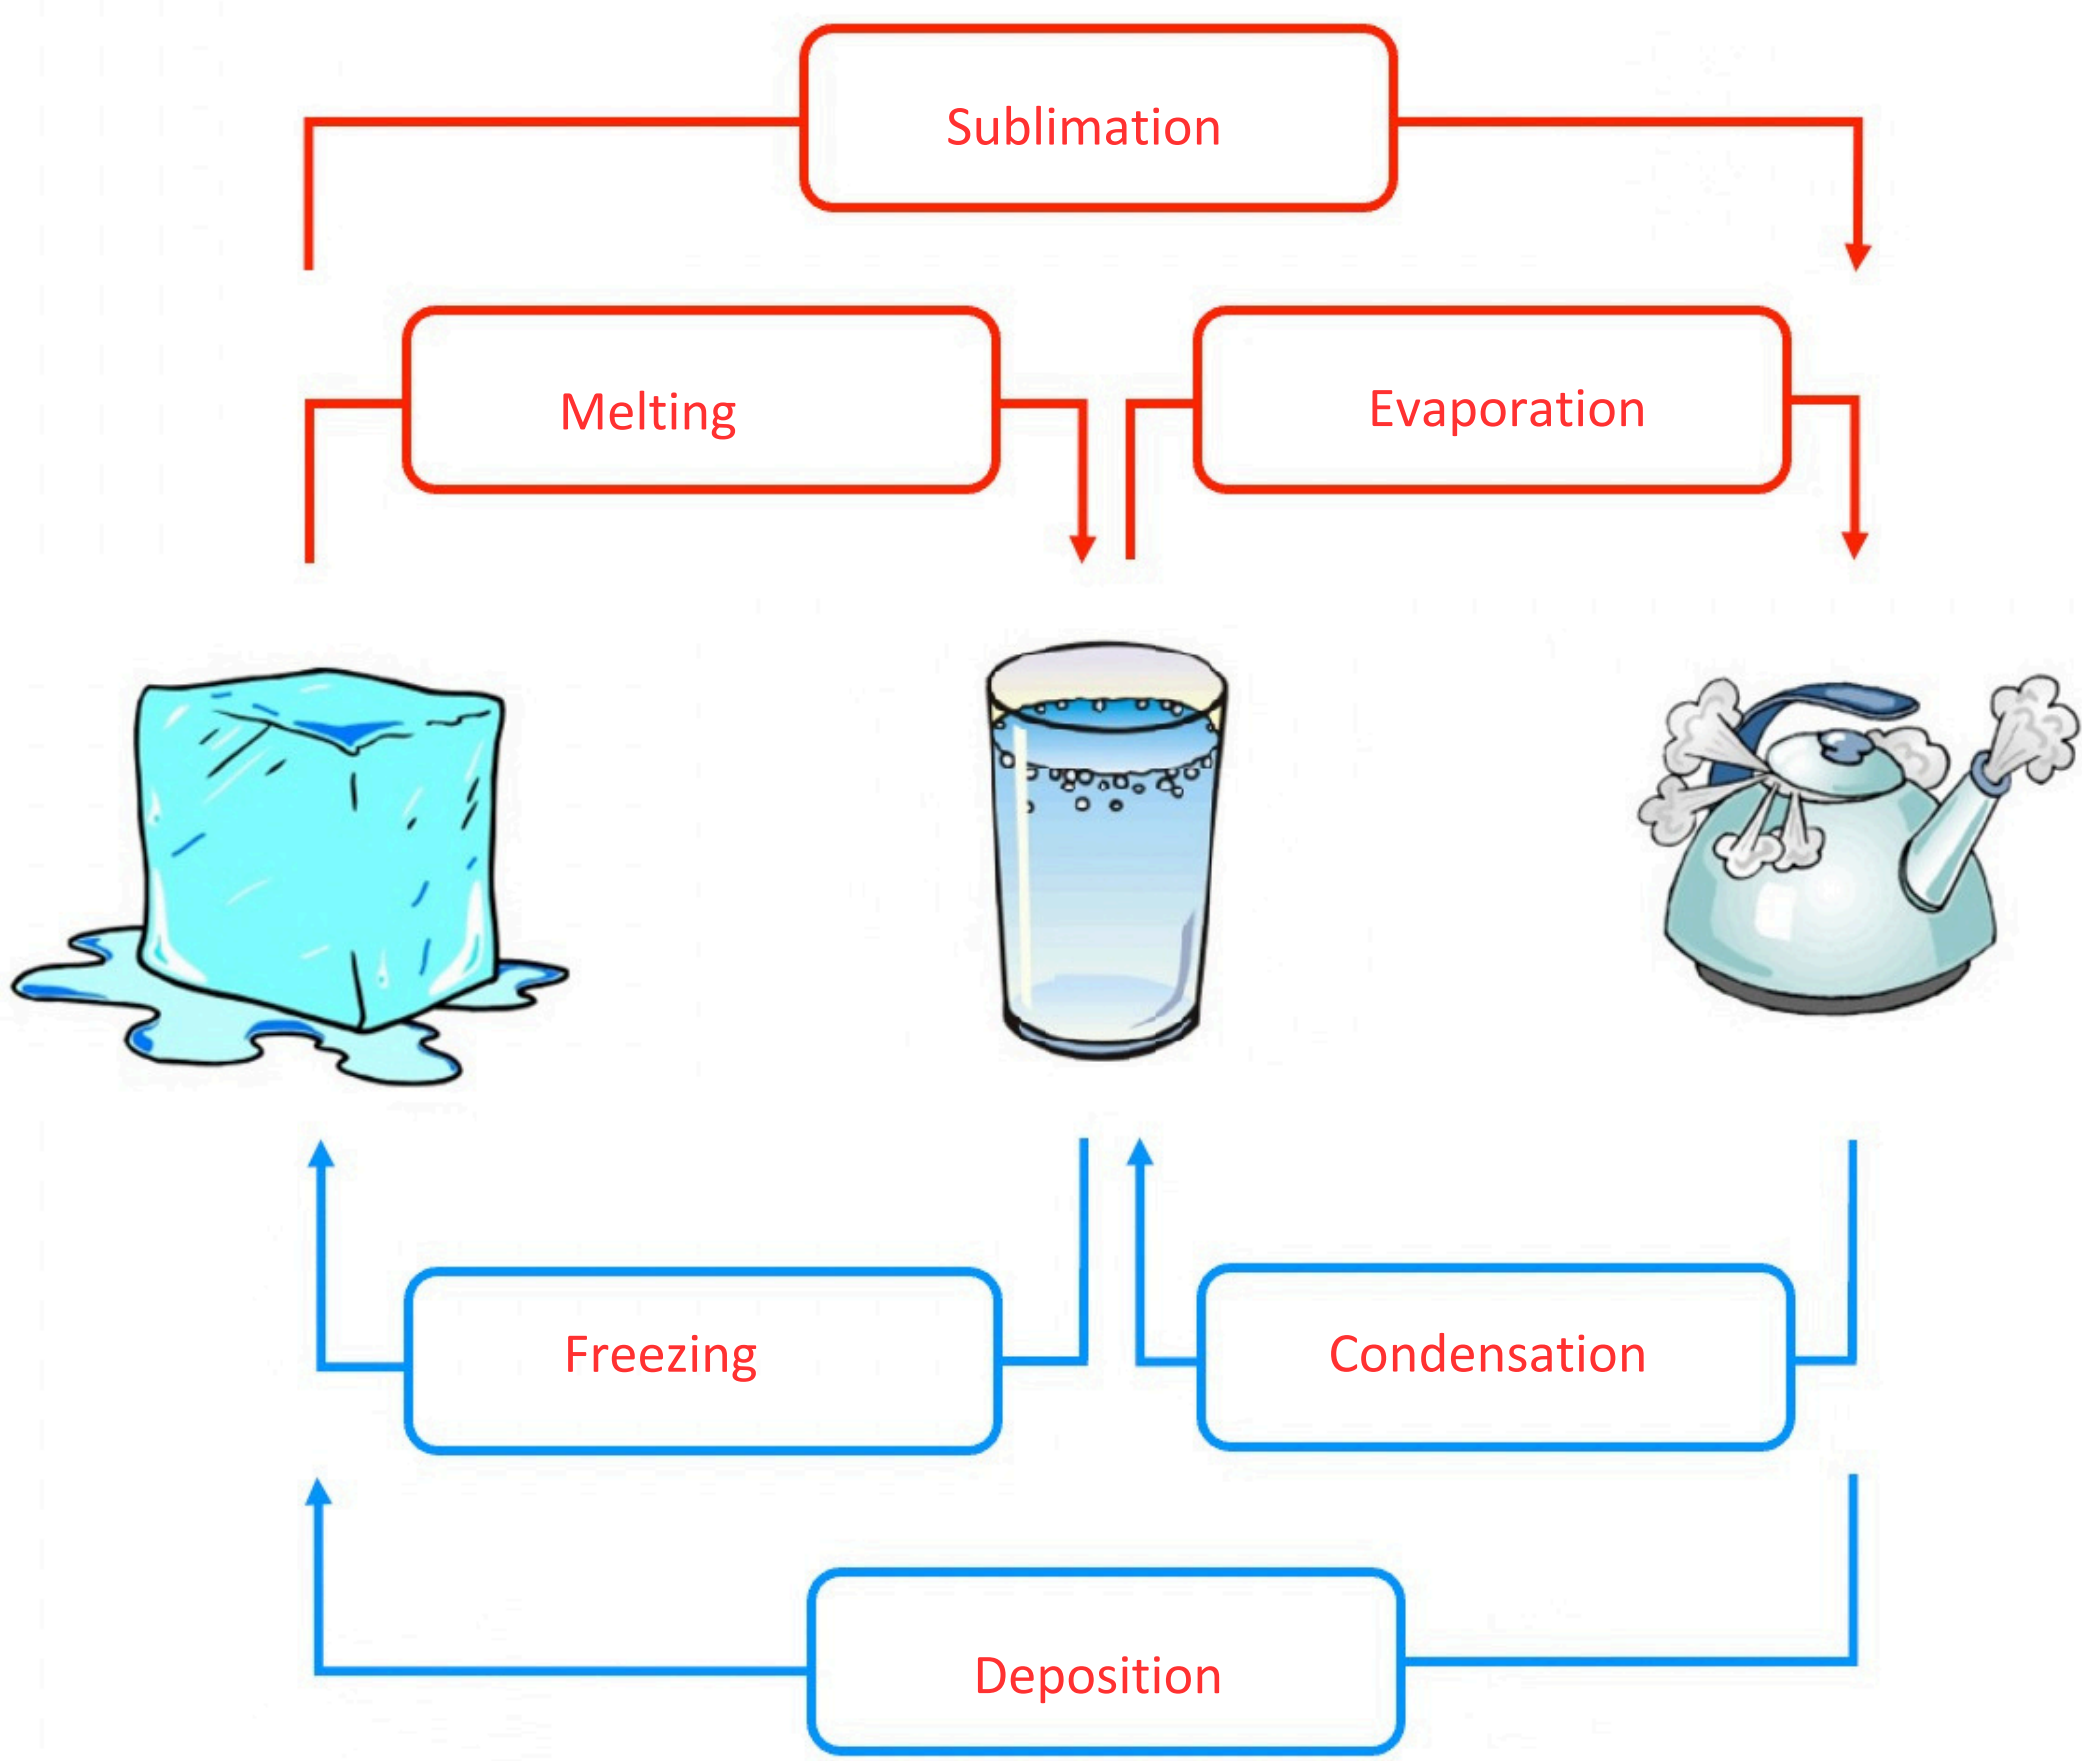 Sublimation
Melting
Evaporation
Freezing
Condensation
Deposition